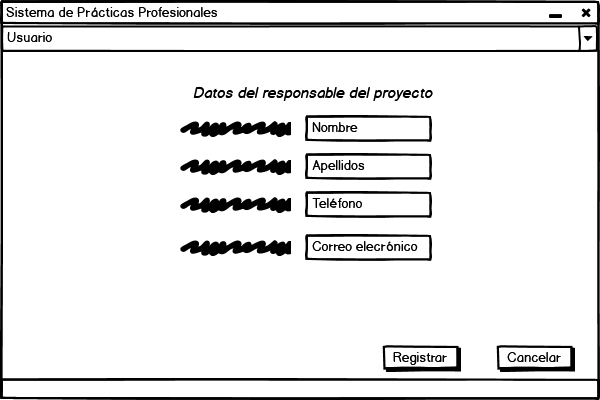 Sistema de Prácticas Profesionales
Usuario
Datos del responsable del proyecto
Nombre
Apellidos
Teléfono
Correo elecrónico
Registrar
Cancelar